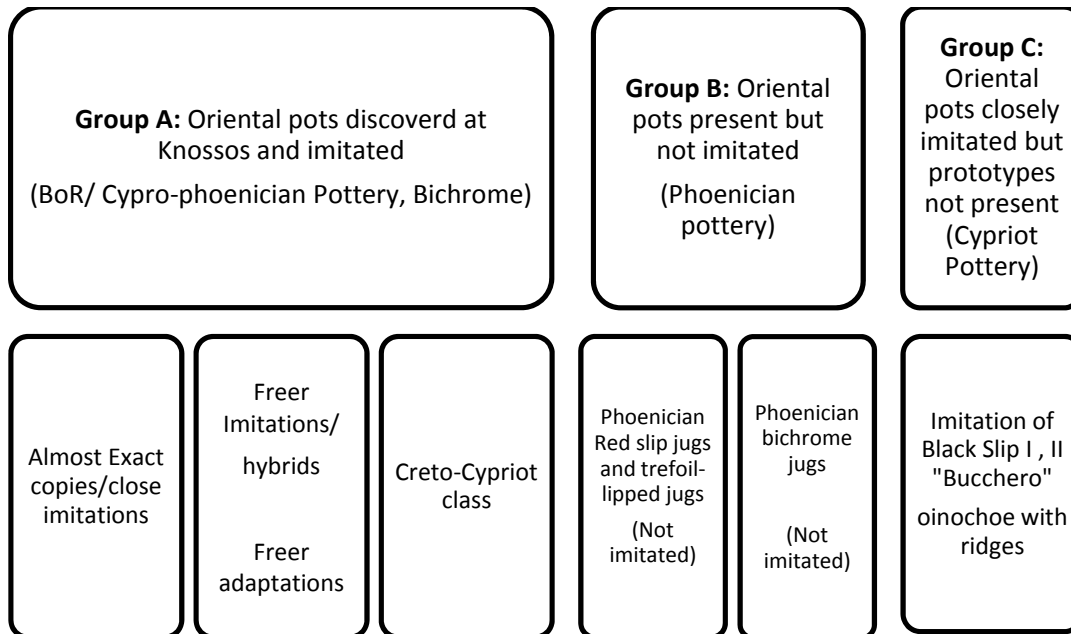 Group A: Oriental pots discoverd at
Knossos and imitated
(BoR/ Cypro-phoenician Pottery, Bichrome)
Group B: Oriental
pots present but
not imitated
(Phoenician
pottery)
Group C:
Oriental
pots closely
imitated but
prototypes
not present
(Cypriot
Pottery)
Almost Exact
copies/close
imitations
Freer
Imitations/
hybrids
Freer
adaptations
Creto-Cypriot
class
Phoenician
Red slip jugs
and trefoil-
lipped jugs
(Not
imitated)
Phoenician
bichrome
jugs
(Not
imitated)
Imitation of
Black Slip I , II
"Bucchero"
oinochoe with
ridges